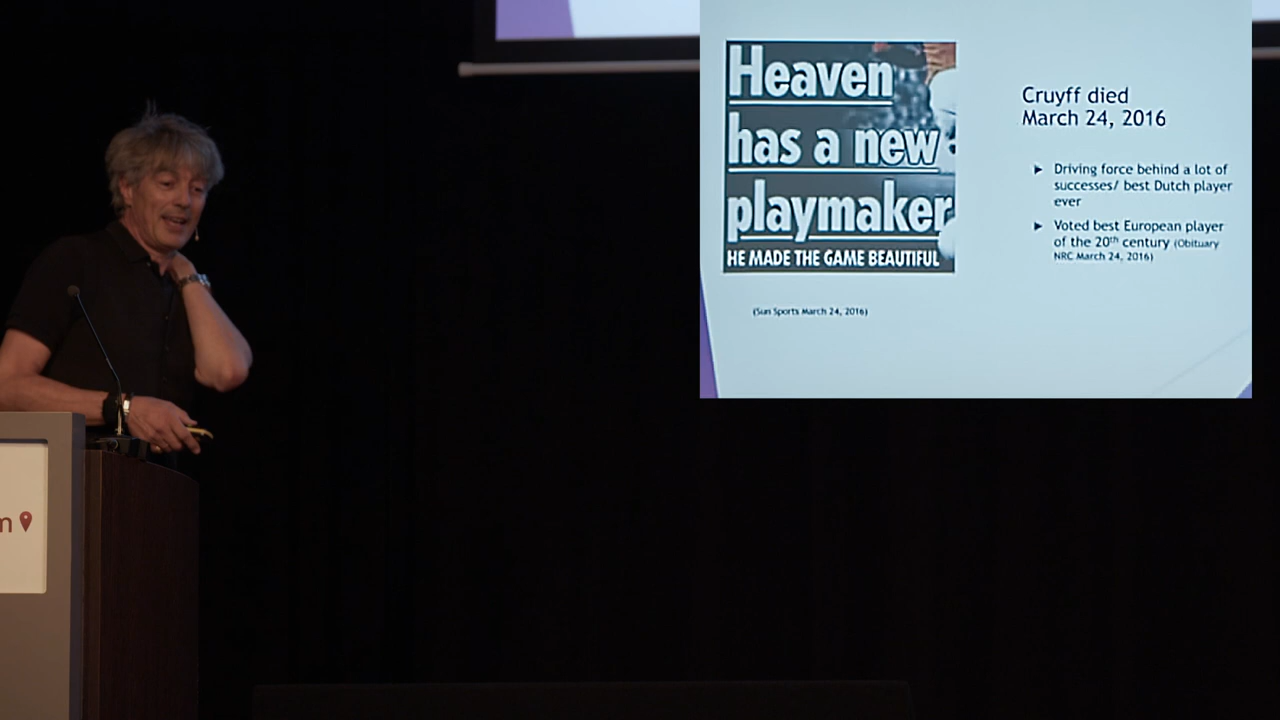 Heaven
has a new
playmaker
HE MADE THE GAME BEAUTIFUL
(Sun Sports March 24, 2016)
Cruyff died
March 24, 2016
► Driving force behind a lot of
successes/ best Dutch player
ever
► Voted best European player
of the 20th century (Obituary
NRC March 24, 2016)